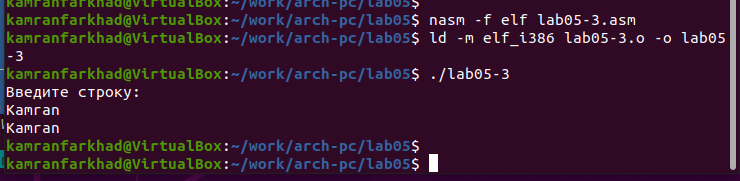 kamranfarkhad@VirtualBox:~/work/arch-pc/lab05$
kamranfarkhad@VirtualBox:~/work/arch-pc/lab05$ nasm -f elf lab05-3.asm
kamranfarkhad@VirtualBox:~/work/arch-pc/lab05$ ld -m elf_i386 lab05-3.o -o lab05
-3
kamranfarkhad@VirtualBox:~/work/arch-pc/lab05$ ./lab05-3
Введите строку:
Kamran
Kamran
kamranfarkhad@VirtualBox:~/work/arch-pc/lab05$
kamranfarkhad@VirtualBox:~/work/arch-pc/lab05$